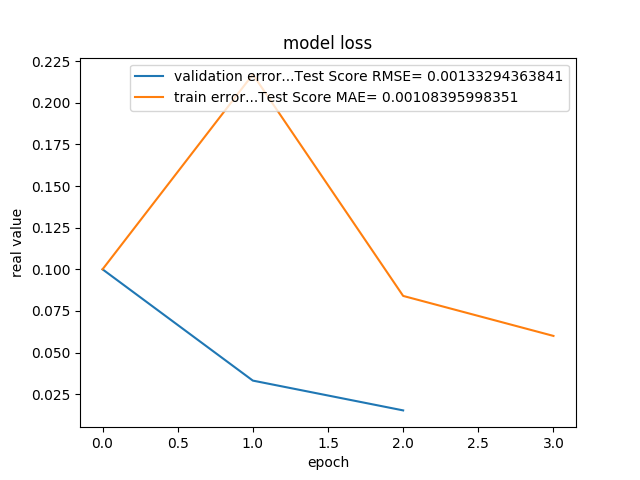 model loss
validation error...Test Score RMSE= 0.00133294363841
train error...Test Score MAE= 0.00108395998351
real value
0.225
0.200
0.175
0.150
0.125
0.100
0.075
0.050
0.025
0.0 0.5 1.0 1.5 2.0 2.5 3.0
epoch